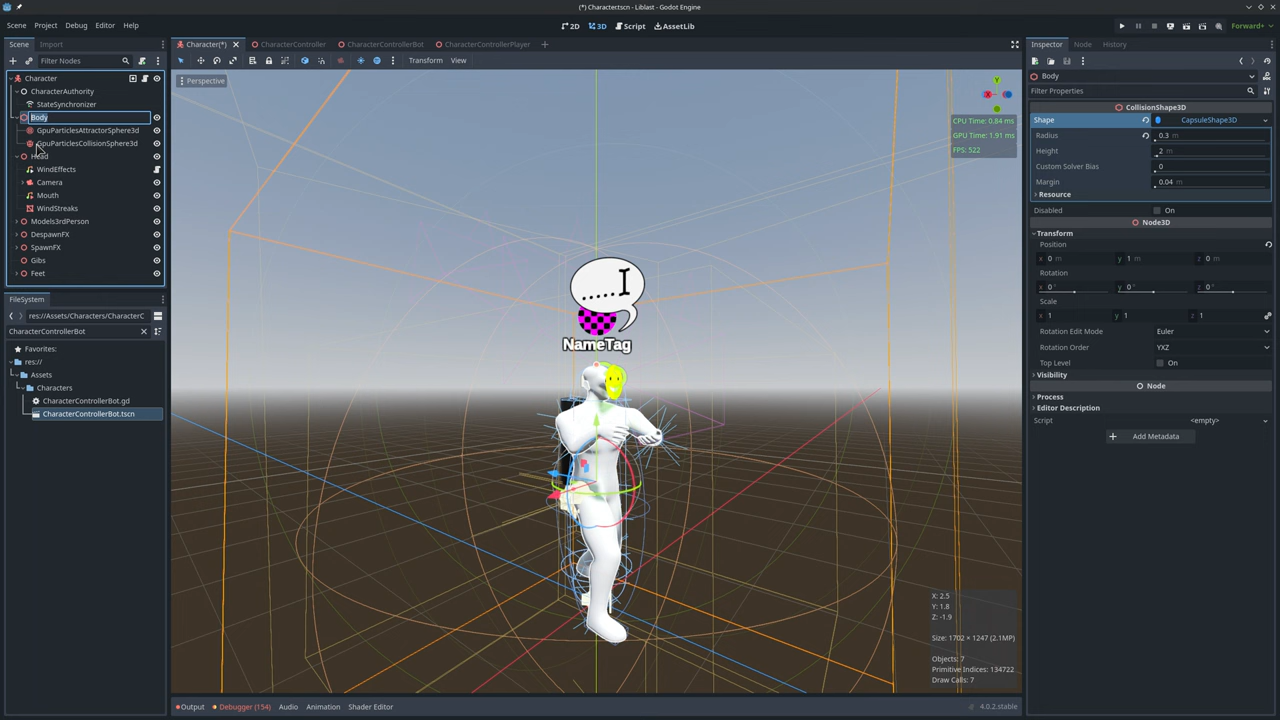 (*) Character.tscn - Liblast - Godot Engine
Scene Project Debug Editor Help
2D 3D Script AssetLib
Forward+
Scene Import
Filter Nodes
Character
CharacterAuthority
StateSynchronizer
Body
GpuParticlesAttractorSphere3d
GpuParticlesCollisionSphere3d
Head
WindEffects
Camera
Mouth
WindStreaks
Models3rdPerson
DespawnFX
SpawnFX
Gibs
Feet
FileSystem
res://Assets/Characters/CharacterC
CharacterControllerBot
Favorites:
res://
Assets
Characters
CharacterControllerBot.gd
CharacterControllerBot.tscn
Character(*) CharacterController CharacterControllerBot CharacterControllerPlayer
Transform View
Perspective
CPU Time: 0.84 ms
GPU Time: 1.91 ms
FPS: 522
Y
X
......I
NameTag
X: 2.5
Y: 1.8
Z: -1.9
Size: 1702 × 1247 (2.1MP)
Objects: 7
Primitive Indices: 134722
Draw Calls: 7
Output Debugger (154) Audio Animation Shader Editor
4.0.2.stable
Inspector Node History
Body
Filter Properties
CollisionShape3D
Shape CapsuleShape3D
Radius 0.3 m
Height 2 m
Custom Solver Bias 0
Margin 0.04 m
Resource
Disabled On
Node3D
Transform
Position
x 0 m y 1 m z 0 m
Rotation
x 0 ° y 0 ° z 0 °
Scale
x 1 y 1 z 1
Rotation Edit Mode Euler
Rotation Order YXZ
Top Level On
Visibility
Node
Process
Editor Description
Script <empty>
Add Metadata